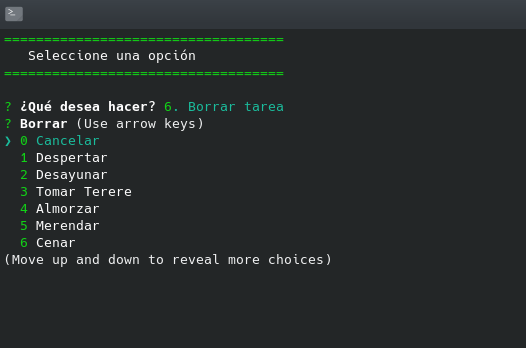 ===================================
Seleccione una opción
===================================
? ¿Qué desea hacer? 6. Borrar tarea
? Borrar (Use arrow keys)
❯ 0 Cancelar
1 Despertar
2 Desayunar
3 Tomar Terere
4 Almorzar
5 Merendar
6 Cenar
(Move up and down to reveal more choices)